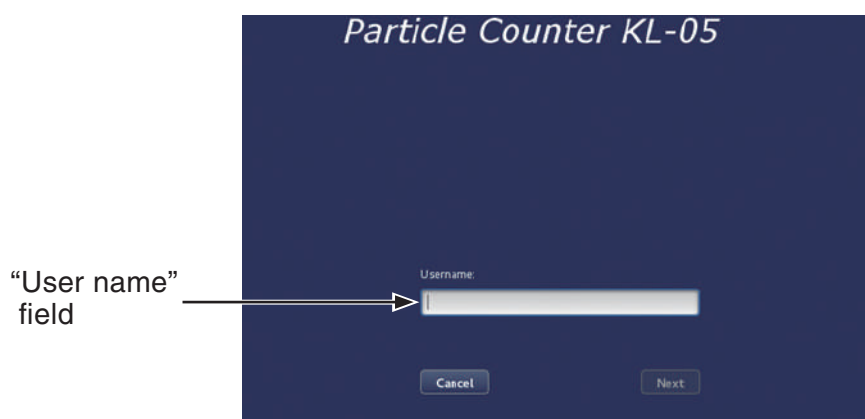 Particle Counter KL-05
Username:
“User name”
field
Cancel
Next